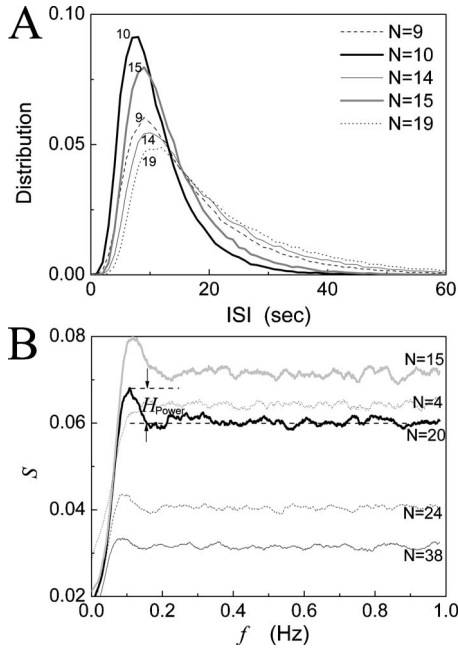 A
0.10
0.05
0.00
Distribution
10
15
9
14
19
N=9
N=10
N=14
N=15
N=19
0 20 40 60
ISI (sec)
B
0.08
0.06
0.04
0.02
S
HPower
N=15
N=4
N=20
N=24
N=38
0.0 0.2 0.4 0.6 0.8 1.0
f (Hz)